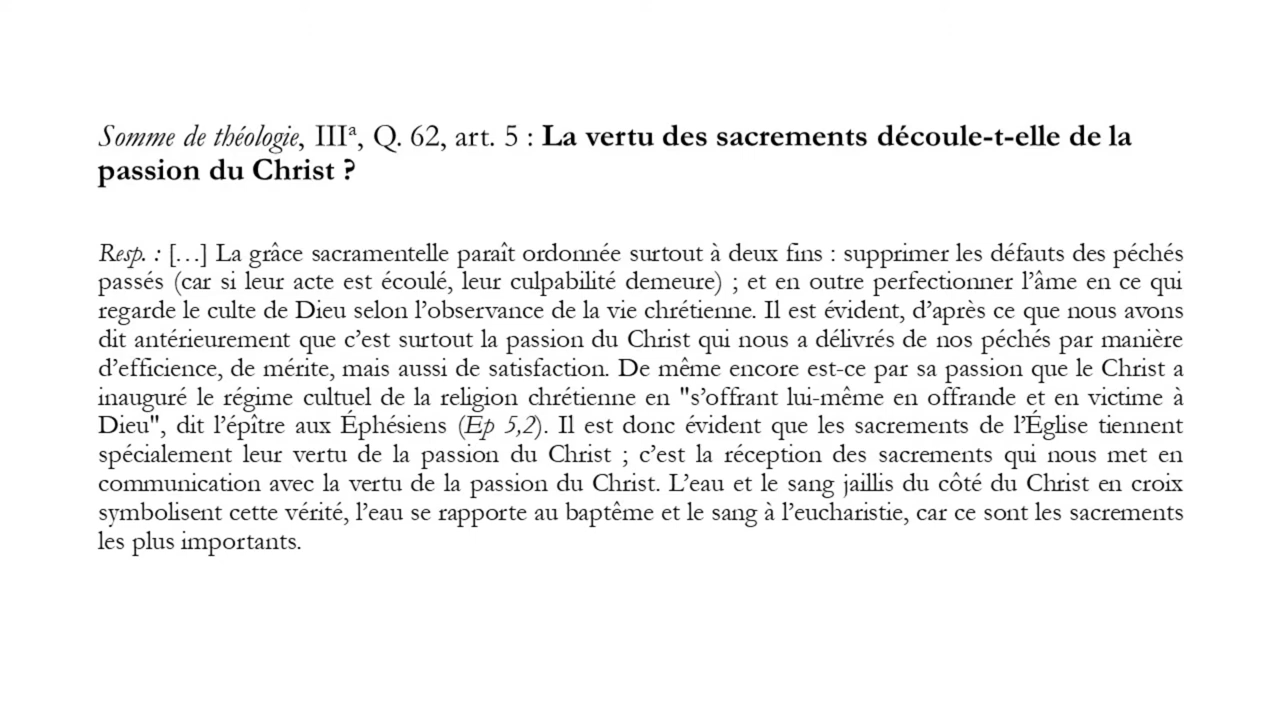 Somme de théologie, IIIª, Q. 62, art. 5 : La vertu des sacrements découle-t-elle de la
passion du Christ ?
Resp. : […] La grâce sacramentelle paraît ordonnée surtout à deux fins : supprimer les défauts des péchés
passés (car si leur acte est écoulé, leur culpabilité demeure) ; et en outre perfectionner l’âme en ce qui
regarde le culte de Dieu selon l’observance de la vie chrétienne. Il est évident, d’après ce que nous avons
dit antérieurement que c’est surtout la passion du Christ qui nous a délivrés de nos péchés par manière
d’efficience, de mérite, mais aussi de satisfaction. De même encore est-ce par sa passion que le Christ a
inauguré le régime cultuel de la religion chrétienne en "s’offrant lui-même en offrande et en victime à
Dieu", dit l’épître aux Éphésiens (Ep 5,2). Il est donc évident que les sacrements de l’Église tiennent
spécialement leur vertu de la passion du Christ ; c’est la réception des sacrements qui nous met en
communication avec la vertu de la passion du Christ. L’eau et le sang jaillis du côté du Christ en croix
symbolisent cette vérité, l’eau se rapporte au baptême et le sang à l’eucharistie, car ce sont les sacrements
les plus importants.